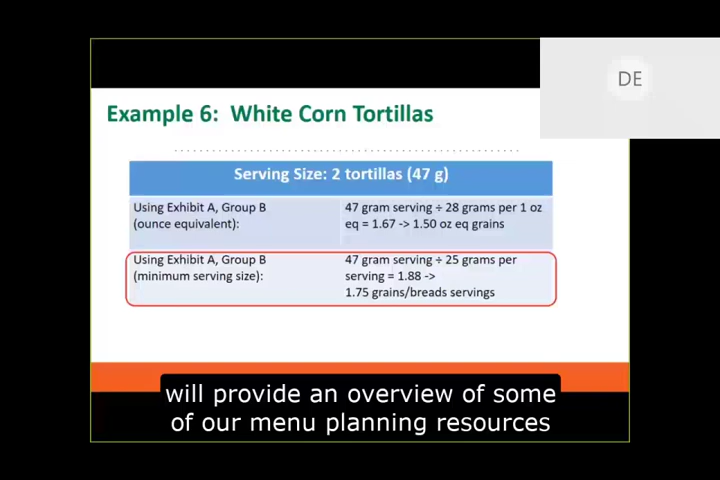 DE
Example 6: White Corn Tortillas
Serving Size: 2 tortillas (47 g)
Using Exhibit A, Group B
(ounce equivalent):
47 gram serving ÷ 28 grams per 1 oz
eq = 1.67 -> 1.50 oz eq grains
Using Exhibit A, Group B
(minimum serving size):
47 gram serving ÷ 25 grams per
serving = 1.88 ->
1.75 grains/breads servings
will provide an overview of some
of our menu planning resources